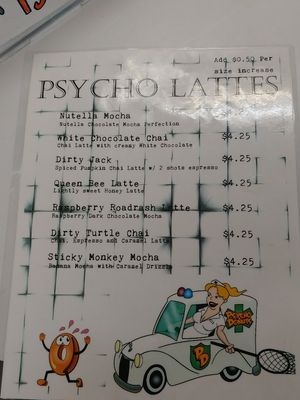 Add $0.50 Per
size increase
PSYCHO LATTES
Nutella Mocha
Nutella Chocolate Mocha Perfection
White Chocolate Chai $4.25
Chai Latte with creamy White Chocolate
Dirty Jack $4.25
Spiced Pumpkin Chai Latte w/ 2 shots espresso
Queen Bee Latte $4.25
Lightly sweet Honey Latte
Raspberry Roadrash Latte $4.25
Raspberry Dark Chocolate Mocha
Dirty Turtle Chai $4.25
Chai, Espresso and Caramel Latte
Sticky Monkey Mocha $4.25
Banana Mocha with Caramel Drizzle
PSYCHO
DONUTS
PD